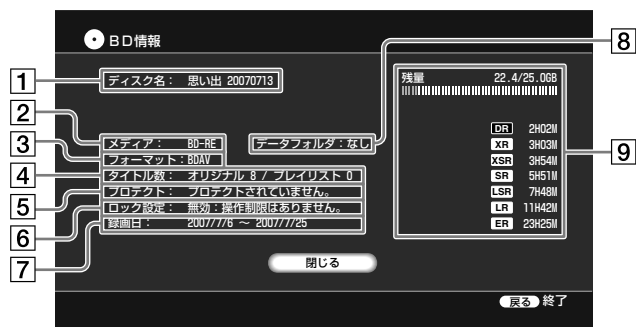 BD情報
8
1
ディスク名： 思い出 20070713
残量 22.4/25.0GB
2
メディア： BD-RE
データフォルダ：なし
3
フォーマット：BDAV
4
タイトル数： オリジナル 8 / プレイリスト 0
5
プロテクト： プロテクトされていません。
6
ロック設定： 無効：操作制限はありません。
7
録画日： 2007/7/6 ～ 2007/7/25
DR 2H02M
XR 3H03M
XSR 3H54M
SR 5H51M
LSR 7H48M
LR 11H42M
ER 23H25M
9
閉じる
戻る 終了